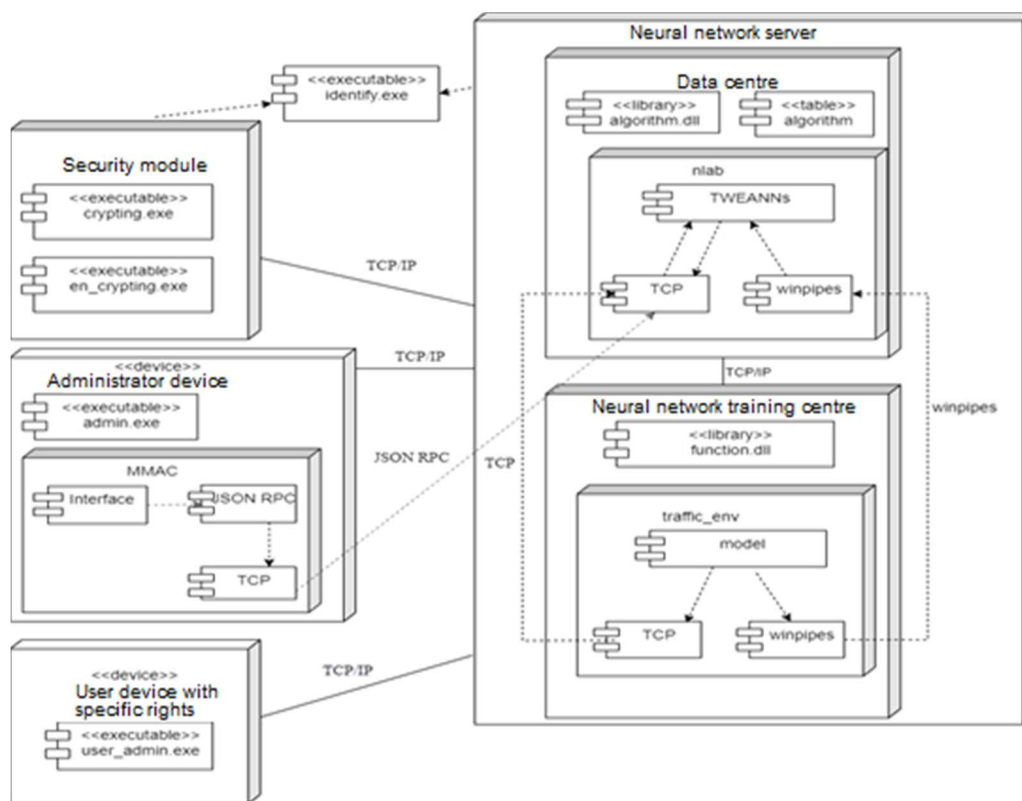 Neural network server
<<executable>>
identify.exe
Data centre
<<library>>
algorithm.dll
<<table>>
algorithm
Security module
<<executable>>
crypting.exe
<<executable>>
en_crypting.exe
nlab
TWEANNs
TCP
winpipes
TCP/IP
TCP/IP
TCP/IP
<<device>>
Administrator device
<<executable>>
admin.exe
MMAC
Interface
JSON RPC
TCP
JSON RPC
TCP
winpipes
Neural network training centre
<<library>>
function.dll
traffic_env
model
TCP
winpipes
TCP/IP
<<device>>
User device with
specific rights
<<executable>>
user_admin.exe